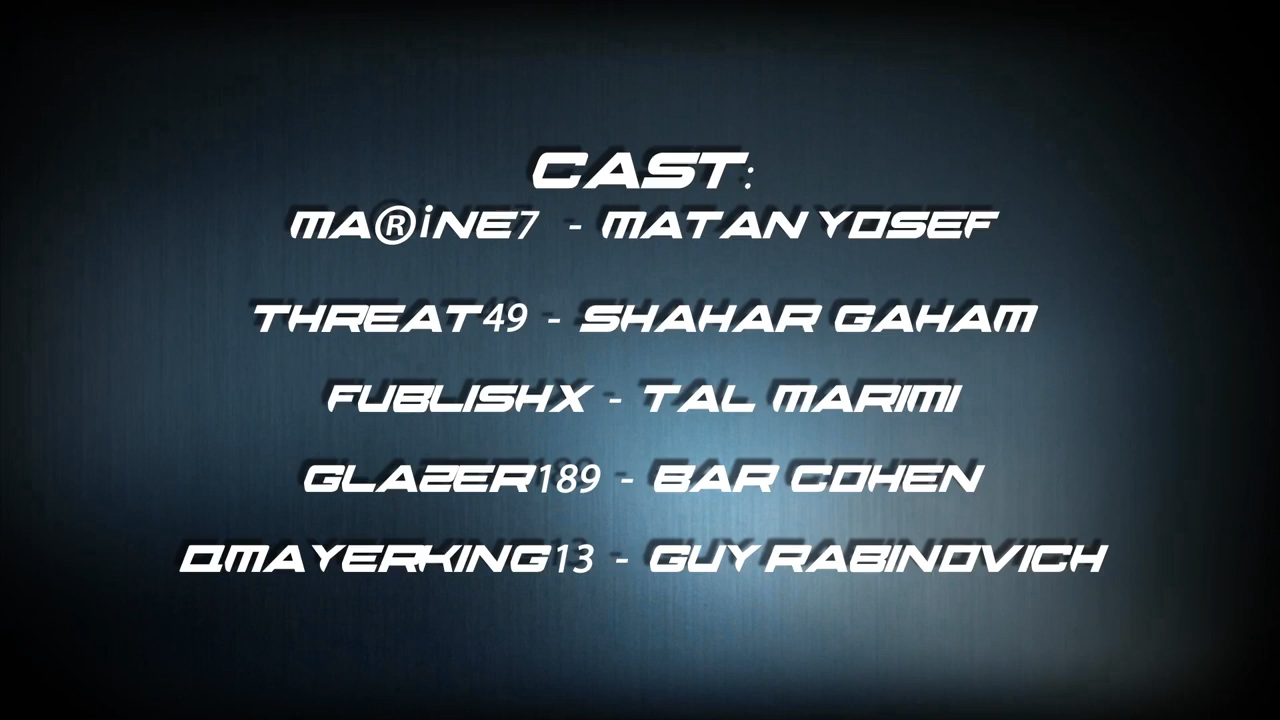 CAST:
MA®iNE7 - MATAN YOSEF
THREAT49 - SHAHAR GAHAM
FUBLISHX - TAL MARIMI
GLAZER189 - BAR COHEN
QMAYERKING13 - GUY RABINOVICH